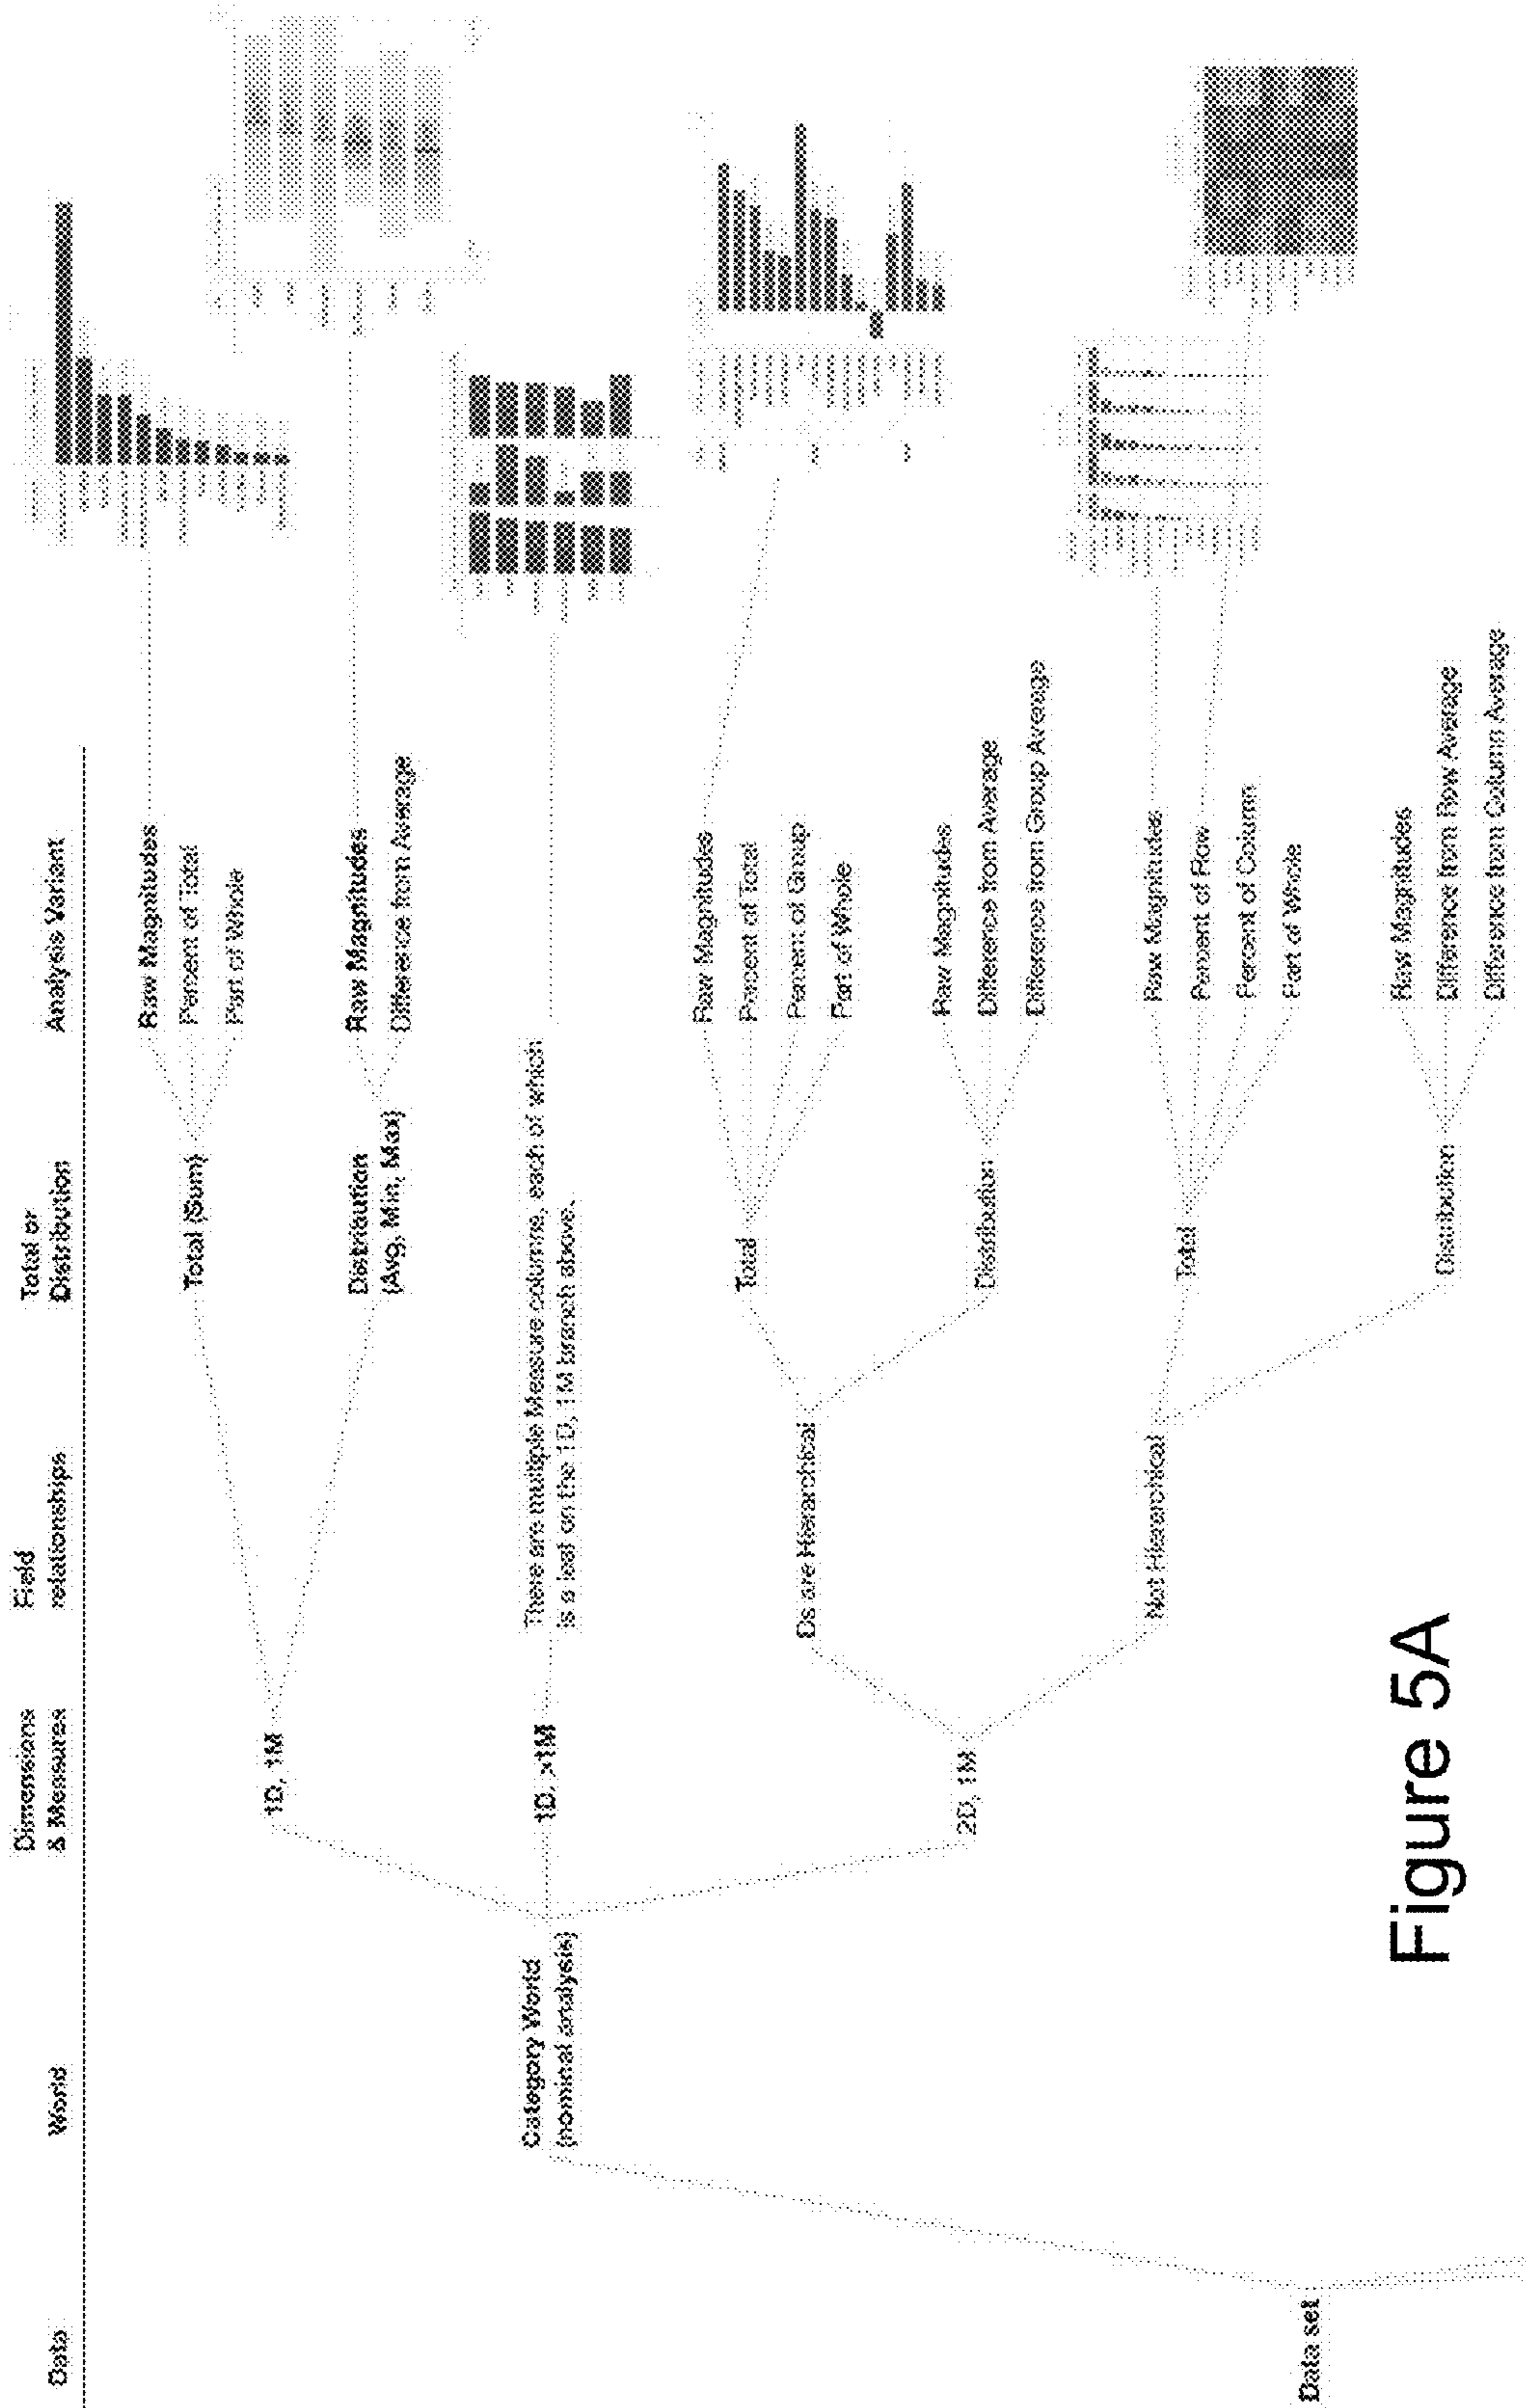 Data
World
Dimensions
& Measures
Field
relationships
Total or
Distribution
Analysis Variant
Data set
Category World
(nominal analysis)
1D, 1M
Total (Sum)
Raw Magnitudes
Percent of Total
Part of Whole
Distribution
(Avg, Min, Max)
Raw Magnitudes
Difference from Average
1D, >1M
There are multiple Measure columns, each of which
is a leaf on the 1D, 1M branch above.
2D, 1M
Ds are Hierarchical
Total
Raw Magnitudes
Percent of Total
Percent of Group
Part of Whole
Distribution
Raw Magnitudes
Difference from Average
Difference from Group Average
Not Hierarchical
Total
Raw Magnitudes
Percent of Row
Percent of Column
Part of Whole
Distribution
Raw Magnitudes
Difference from Row Average
Difference from Column Average
Figure 5A